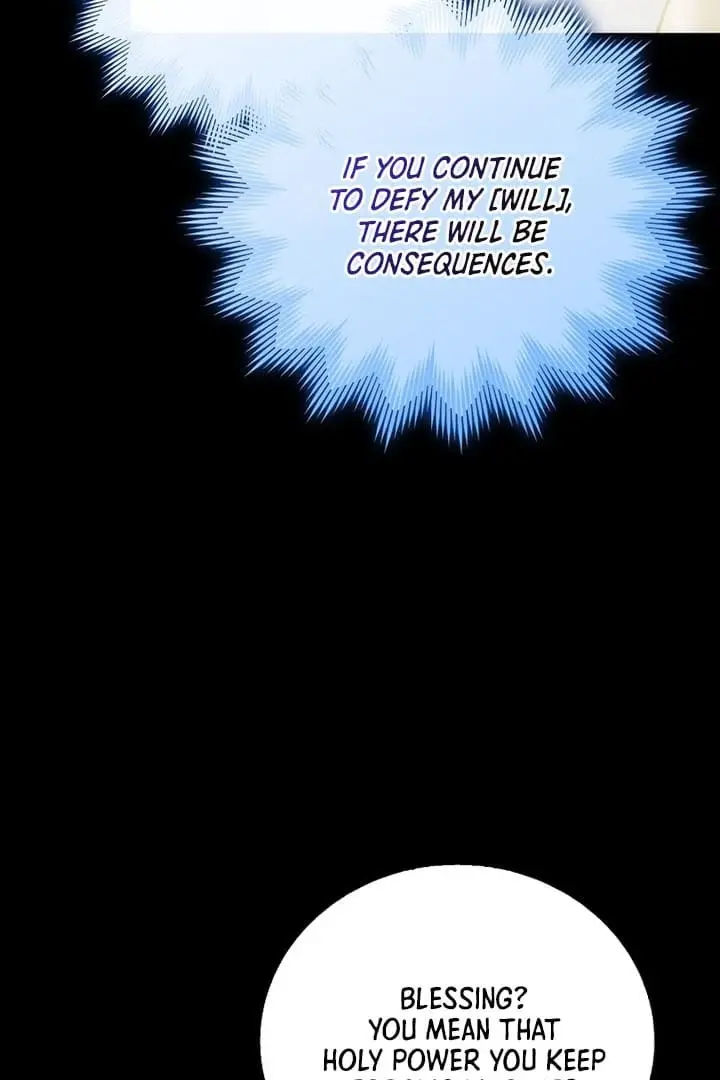 IF YOU CONTINUE
TO DEFY MY [WILL],
THERE WILL BE
CONSEQUENCES.
BLESSING?
YOU MEAN THAT
HOLY POWER YOU KEEP